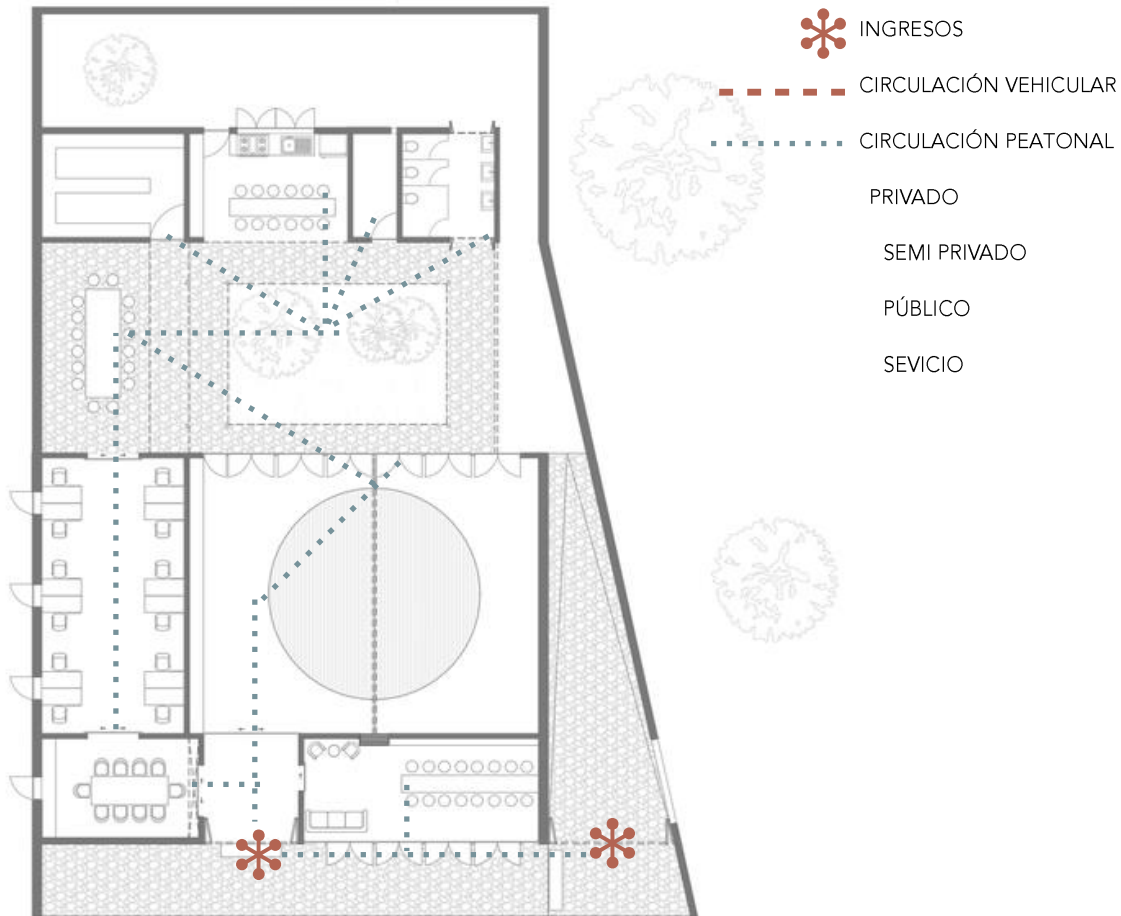 INGRESOS
CIRCULACIÓN VEHICULAR
CIRCULACIÓN PEATONAL
PRIVADO
SEMI PRIVADO
PÚBLICO
SEVICIO